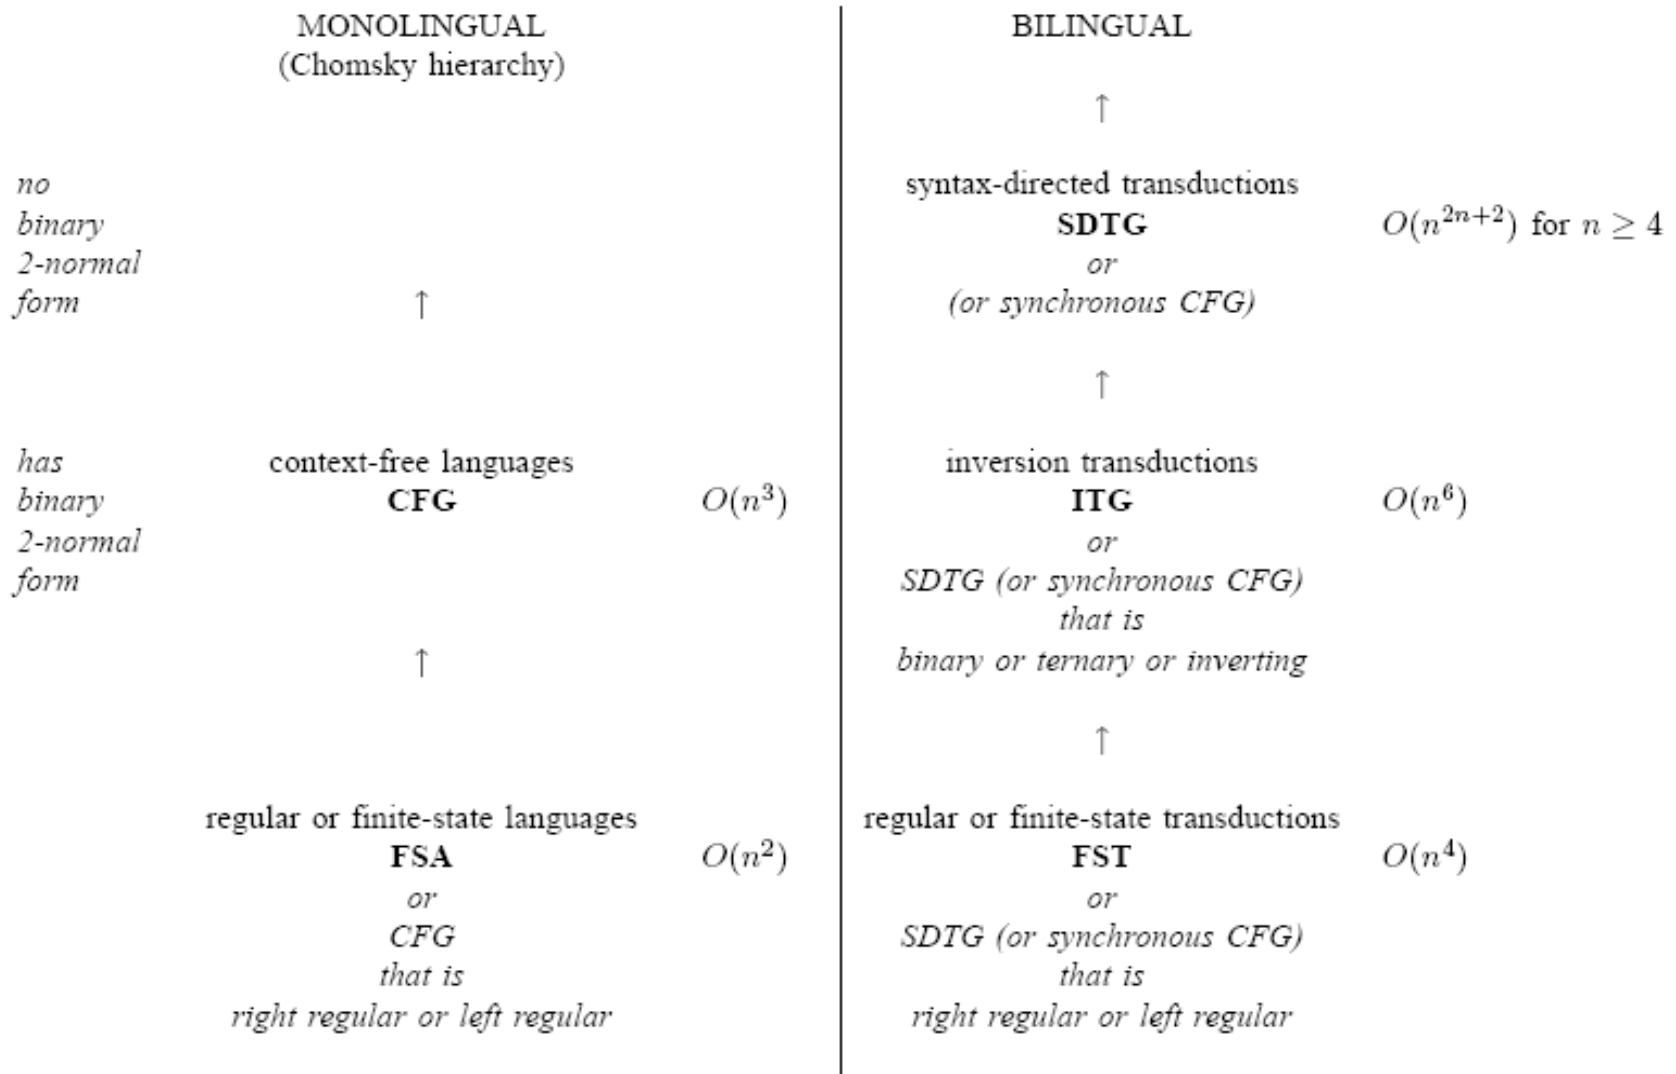 MONOLINGUAL
(Chomsky hierarchy)
↑
no
binary
2-normal
form
context-free languages
CFG O(n^3)
has
binary
2-normal
form
↑
regular or finite-state languages
FSA O(n^2)
or
CFG
that is
right regular or left regular
BILINGUAL
↑
syntax-directed transductions
SDTG O(n^{2n+2}) for n ≥ 4
or
(or synchronous CFG)
↑
inversion transductions
ITG O(n^6)
or
SDTG (or synchronous CFG)
that is
binary or ternary or inverting
↑
regular or finite-state transductions
FST O(n^4)
or
SDTG (or synchronous CFG)
that is
right regular or left regular